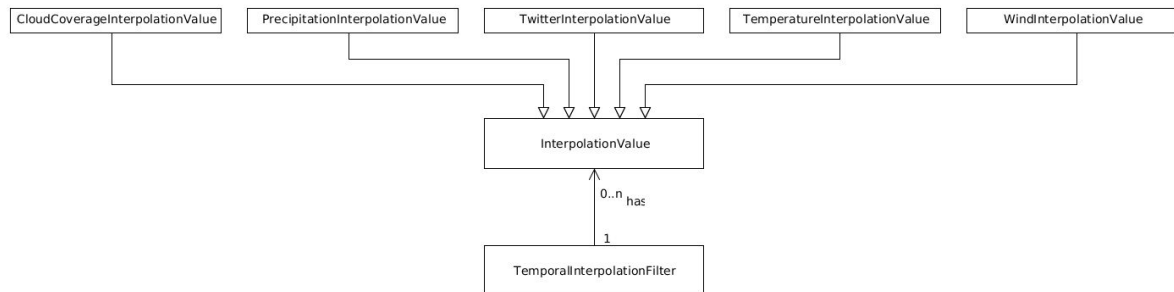 CloudCoverageInterpolationValue
PrecipitationInterpolationValue
TwitterInterpolationValue
TemperatureInterpolationValue
WindInterpolationValue
InterpolationValue
0..n
has
1
TemporalInterpolationFilter